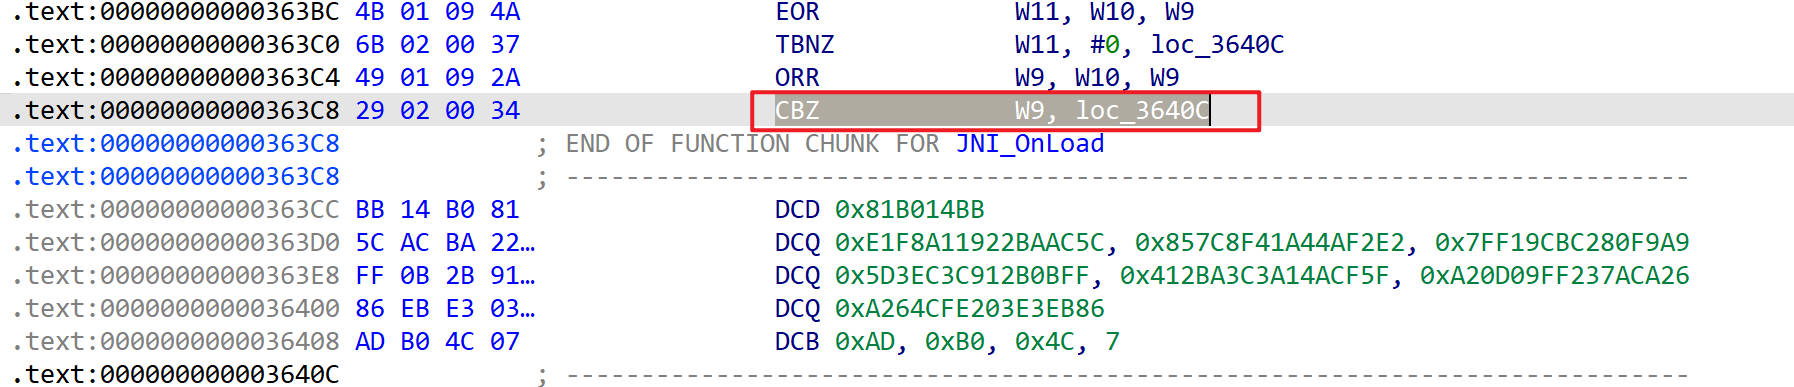 .text:00000000000363BC 4B 01 09 4A EOR W11, W10, W9
.text:00000000000363C0 6B 02 00 37 TBNZ W11, #0, loc_3640C
.text:00000000000363C4 49 01 09 2A ORR W9, W10, W9
.text:00000000000363C8 29 02 00 34 CBZ W9, loc_3640C
.text:00000000000363C8 ; END OF FUNCTION CHUNK FOR JNI_OnLoad
.text:00000000000363C8 ; ---------------------------------------------------------------------------
.text:00000000000363CC BB 14 B0 81 DCD 0x81B014BB
.text:00000000000363D0 5C AC BA 22… DCQ 0xE1F8A11922BAAC5C, 0x857C8F41A44AF2E2, 0x7FF19CBC280F9A9
.text:00000000000363E8 FF 0B 2B 91… DCQ 0x5D3EC3C912B0BFF, 0x412BA3C3A14ACF5F, 0xA20D09FF237ACA26
.text:0000000000036400 86 EB E3 03… DCQ 0xA264CFE203E3EB86
.text:0000000000036408 AD B0 4C 07 DCB 0xAD, 0xB0, 0x4C, 7
.text:000000000003640C ; ---------------------------------------------------------------------------